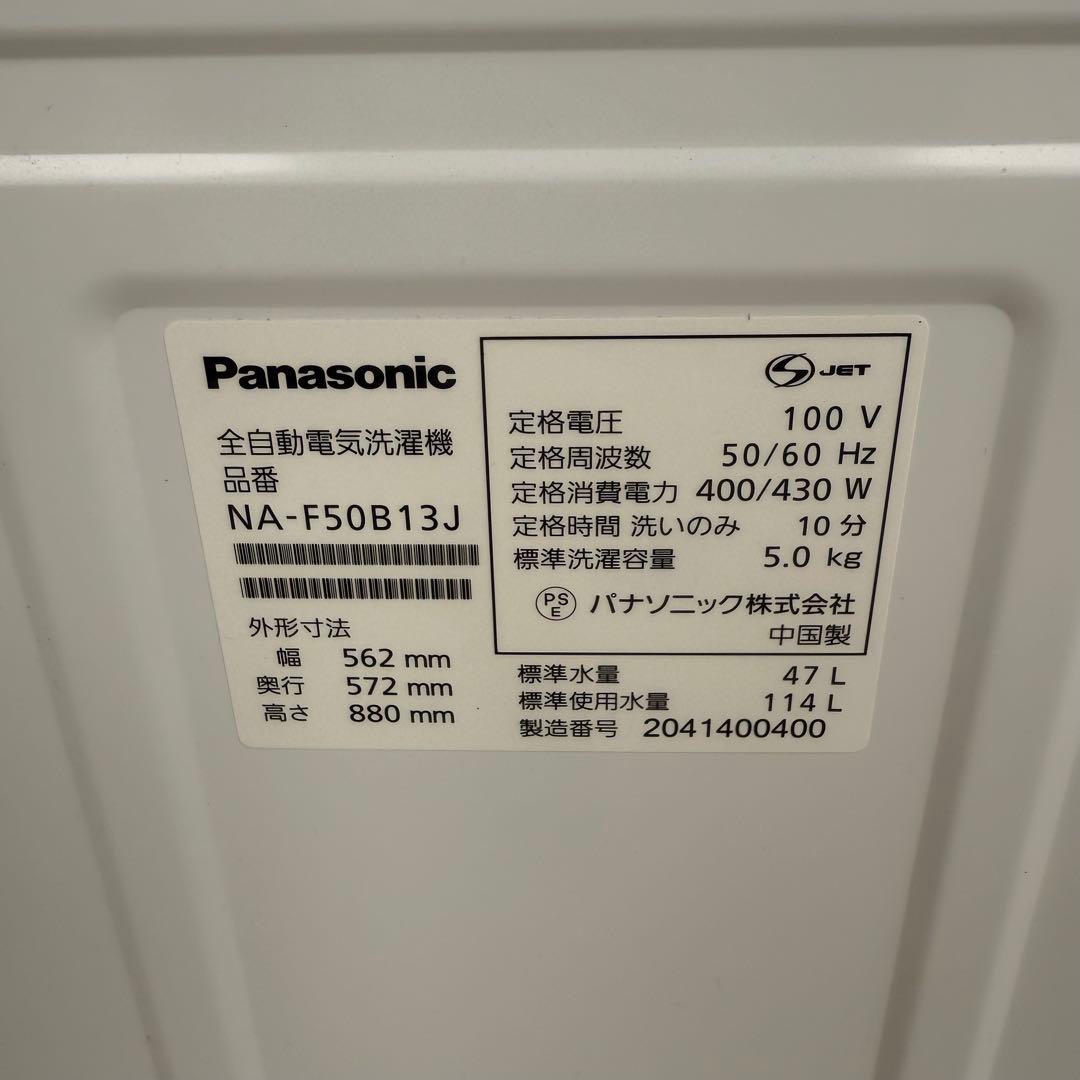 Panasonic
全自動電気洗濯機
品番
NA-F50B13J
外形寸法
幅 562 mm
奥行 572 mm
高さ 880 mm
S JET
定格電圧 100 V
定格周波数 50/60 Hz
定格消費電力 400/430 W
定格時間 洗いのみ 10 分
標準洗濯容量 5.0 kg
PS E パナソニック株式会社
中国製
標準水量 47 L
標準使用水量 114 L
製造番号 2041400400